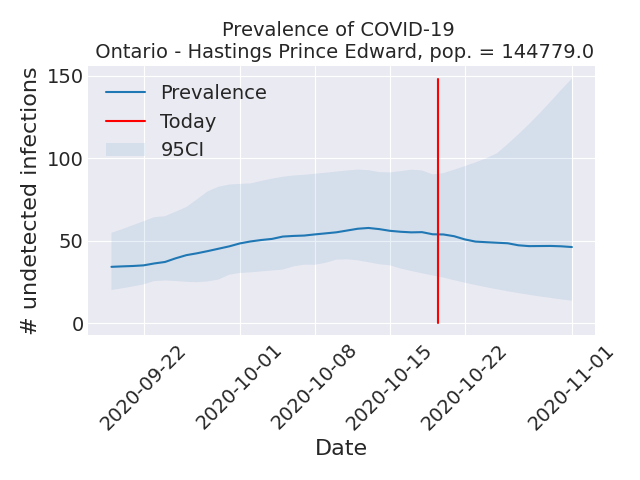 Prevalence of COVID-19
Ontario - Hastings Prince Edward, pop. = 144779.0
# undetected infections
150
100
50
0
Prevalence
Today
95CI
2020-09-22
2020-10-01
2020-10-08
2020-10-15
2020-10-22
2020-11-01
Date